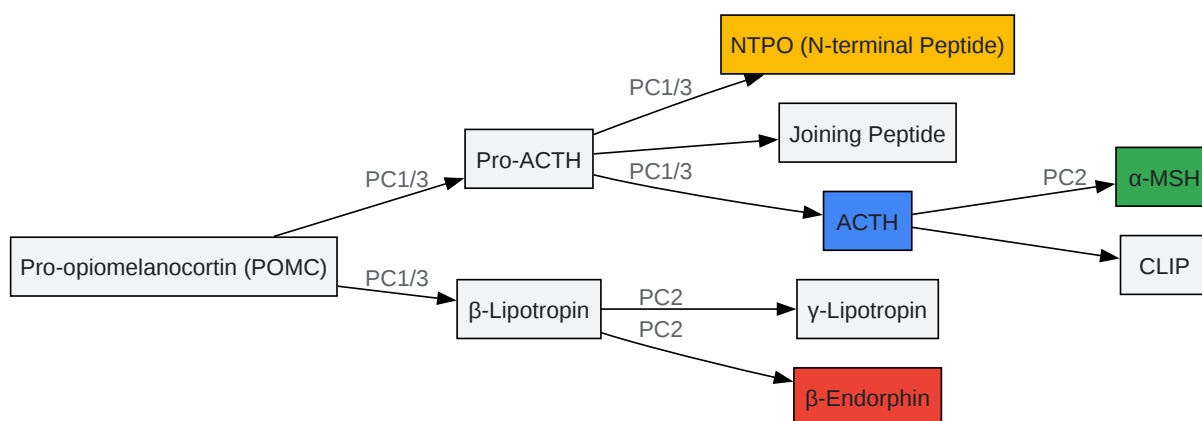 NTPO (N-terminal Peptide)
PC1/3
Joining Peptide
Pro-ACTH
PC1/3
PC1/3
PC2
α-MSH
ACTH
Pro-opiomelanocortin (POMC)
CLIP
PC1/3
β-Lipotropin
PC2
γ-Lipotropin
PC2
β-Endorphin